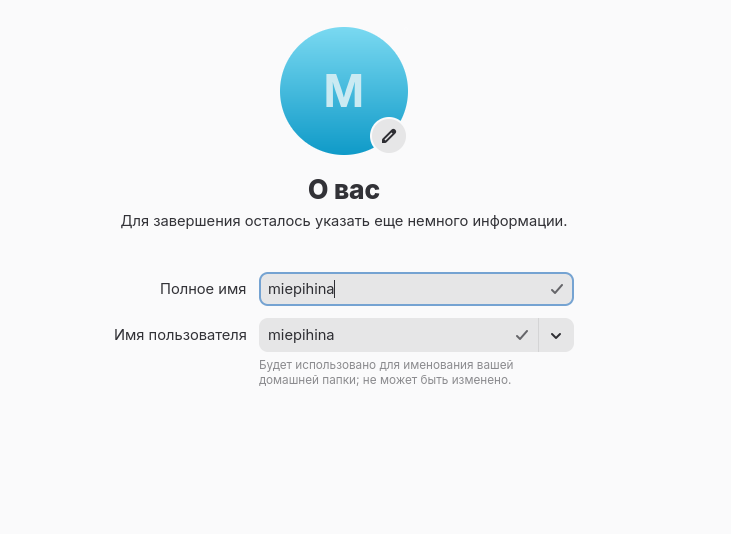 M
О вас
Для завершения осталось указать еще немного информации.
Полное имя miepihina
Имя пользователя miepihina
Будет использовано для именования вашей
домашней папки; не может быть изменено.